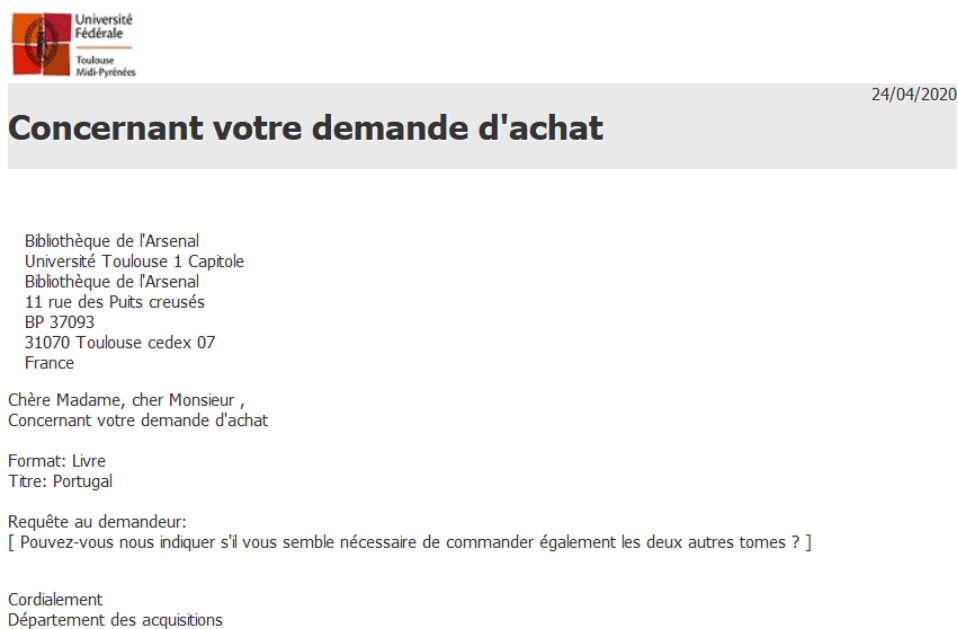 Université
Fédérale
Toulouse
Midi-Pyrénées
24/04/2020
Concernant votre demande d'achat
Bibliothèque de l'Arsenal
Université Toulouse 1 Capitole
Bibliothèque de l'Arsenal
11 rue des Puits creusés
BP 37093
31070 Toulouse cedex 07
France
Chère Madame, cher Monsieur ,
Concernant votre demande d'achat
Format: Livre
Titre: Portugal
Requête au demandeur:
[ Pouvez-vous nous indiquer s'il vous semble nécessaire de commander également les deux autres tomes ? ]
Cordialement
Département des acquisitions